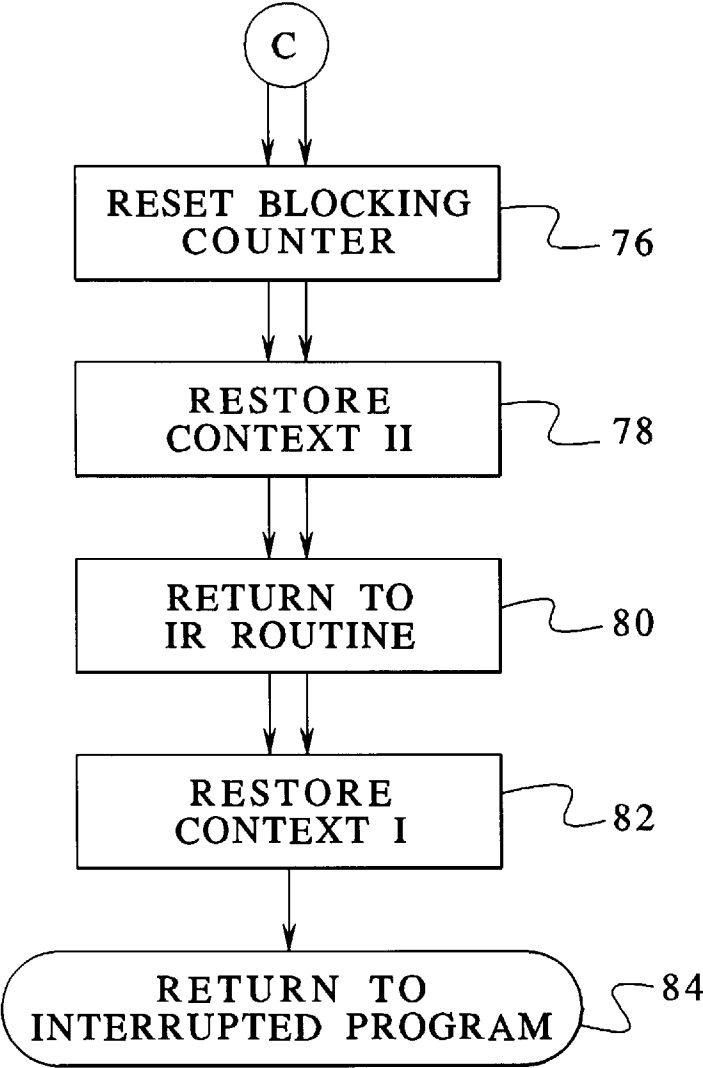 C
RESET BLOCKING
COUNTER
76
RESTORE
CONTEXT II
78
RETURN TO
IR ROUTINE
80
RESTORE
CONTEXT I
82
RETURN TO
INTERRUPTED PROGRAM
84